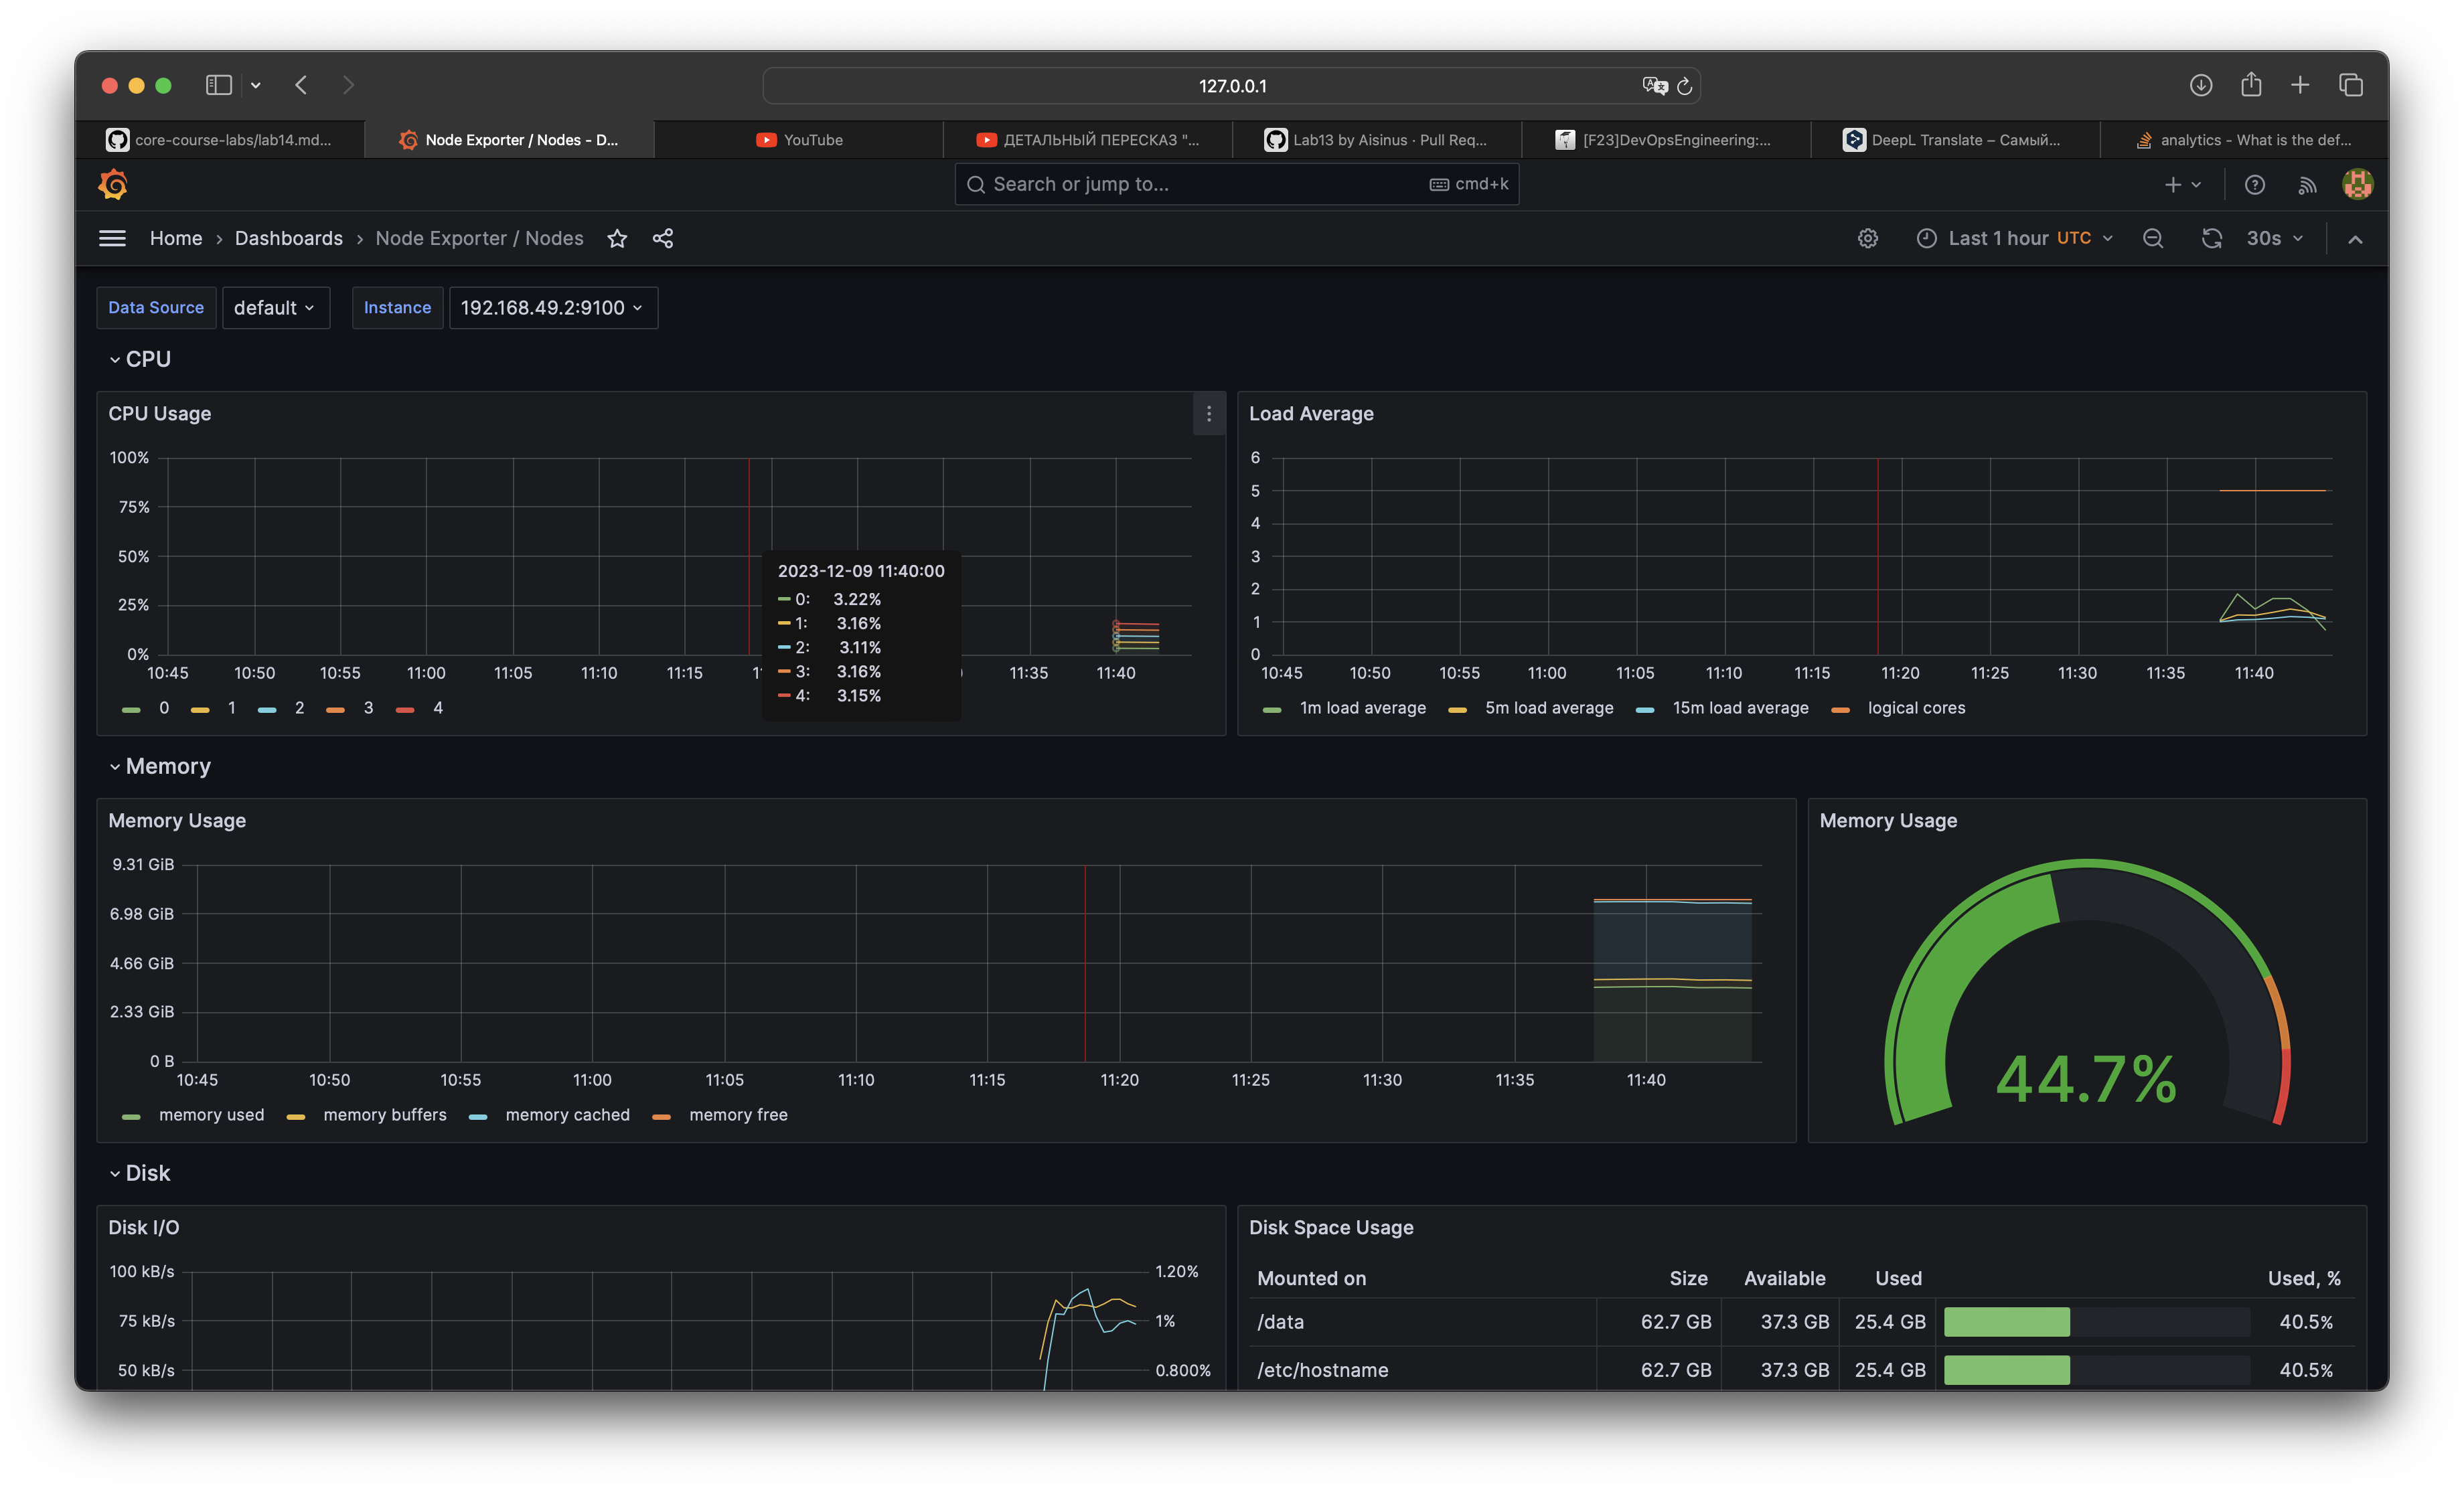 127.0.0.1
core-course-labs/lab14.md...
Node Exporter / Nodes - D...
YouTube
ДЕТАЛЬНЫЙ ПЕРЕСКАЗ "...
Lab13 by Aisinus · Pull Req...
[F23]DevOpsEngineering:...
DeepL Translate – Самый...
analytics - What is the def...
Search or jump to...
cmd+k
Home › Dashboards › Node Exporter / Nodes
Last 1 hour UTC
30s
Data Source
default
Instance
192.168.49.2:9100
CPU
CPU Usage
100%
75%
50%
25%
0%
10:45 10:50 10:55 11:00 11:05 11:10 11:15 11:35 11:40
2023-12-09 11:40:00
0: 3.22%
1: 3.16%
2: 3.11%
3: 3.16%
4: 3.15%
0 1 2 3 4
Load Average
6
5
4
3
2
1
0
10:45 10:50 10:55 11:00 11:05 11:10 11:15 11:20 11:25 11:30 11:35 11:40
1m load average 5m load average 15m load average logical cores
Memory
Memory Usage
9.31 GiB
6.98 GiB
4.66 GiB
2.33 GiB
0 B
10:45 10:50 10:55 11:00 11:05 11:10 11:15 11:20 11:25 11:30 11:35 11:40
memory used memory buffers memory cached memory free
Memory Usage
44.7%
Disk
Disk I/O
100 kB/s
75 kB/s
50 kB/s
1.20%
1%
0.800%
Disk Space Usage
Mounted on Size Available Used Used, %
/data 62.7 GB 37.3 GB 25.4 GB 40.5%
/etc/hostname 62.7 GB 37.3 GB 25.4 GB 40.5%